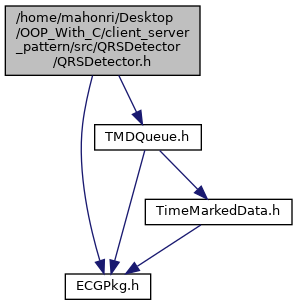 /home/mahonri/Desktop
/OOP_With_C/client_server
_pattern/src/QRSDetector
/QRSDetector.h
TMDQueue.h
TimeMarkedData.h
ECGPkg.h